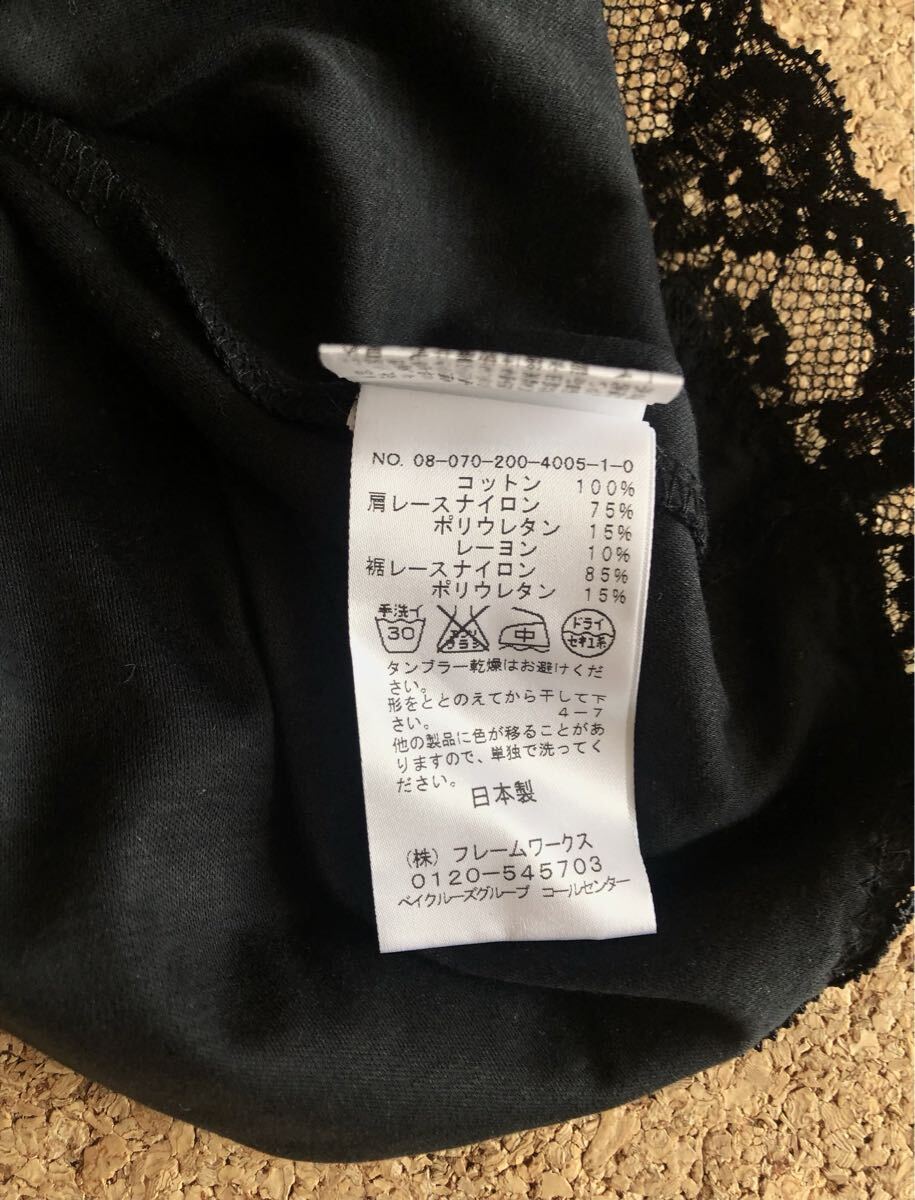 NO. 08-070-200-4005-1-0
コットン 100%
肩レースナイロン 75%
ポリウレタン 15%
レーヨン 10%
裾レースナイロン 85%
ポリウレタン 15%
手洗イ 30 エンソサラシ 中 ドライ セキユ系
タンブラー乾燥はお避けくだ
さい。
形をととのえてから干して下
さい。 4-7
他の製品に色が移ることがあ
りますので、単独で洗ってく
ださい。
日本製
(株) フレームワークス
0120-545703
ベイクルーズグループ コールセンター